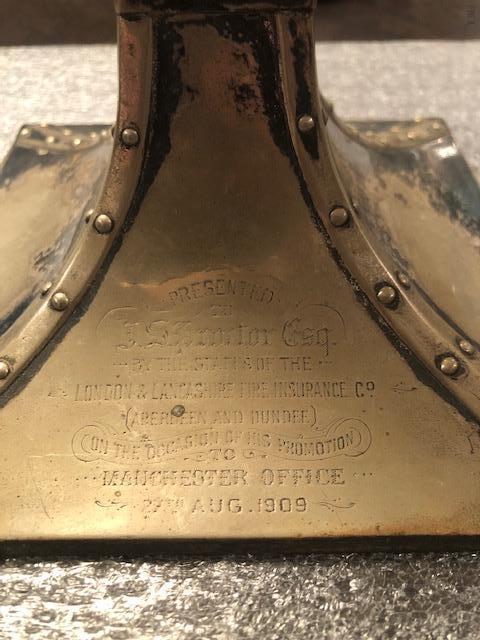 PRESENTED
TO
J. S. Proctor Esq.
BY THE STAFFS OF THE
LONDON & LANCASHIRE FIRE INSURANCE Co
(ABERDEEN AND DUNDEE)
ON THE OCCASION OF HIS PROMOTION
TO
MANCHESTER OFFICE
27TH AUG. 1909